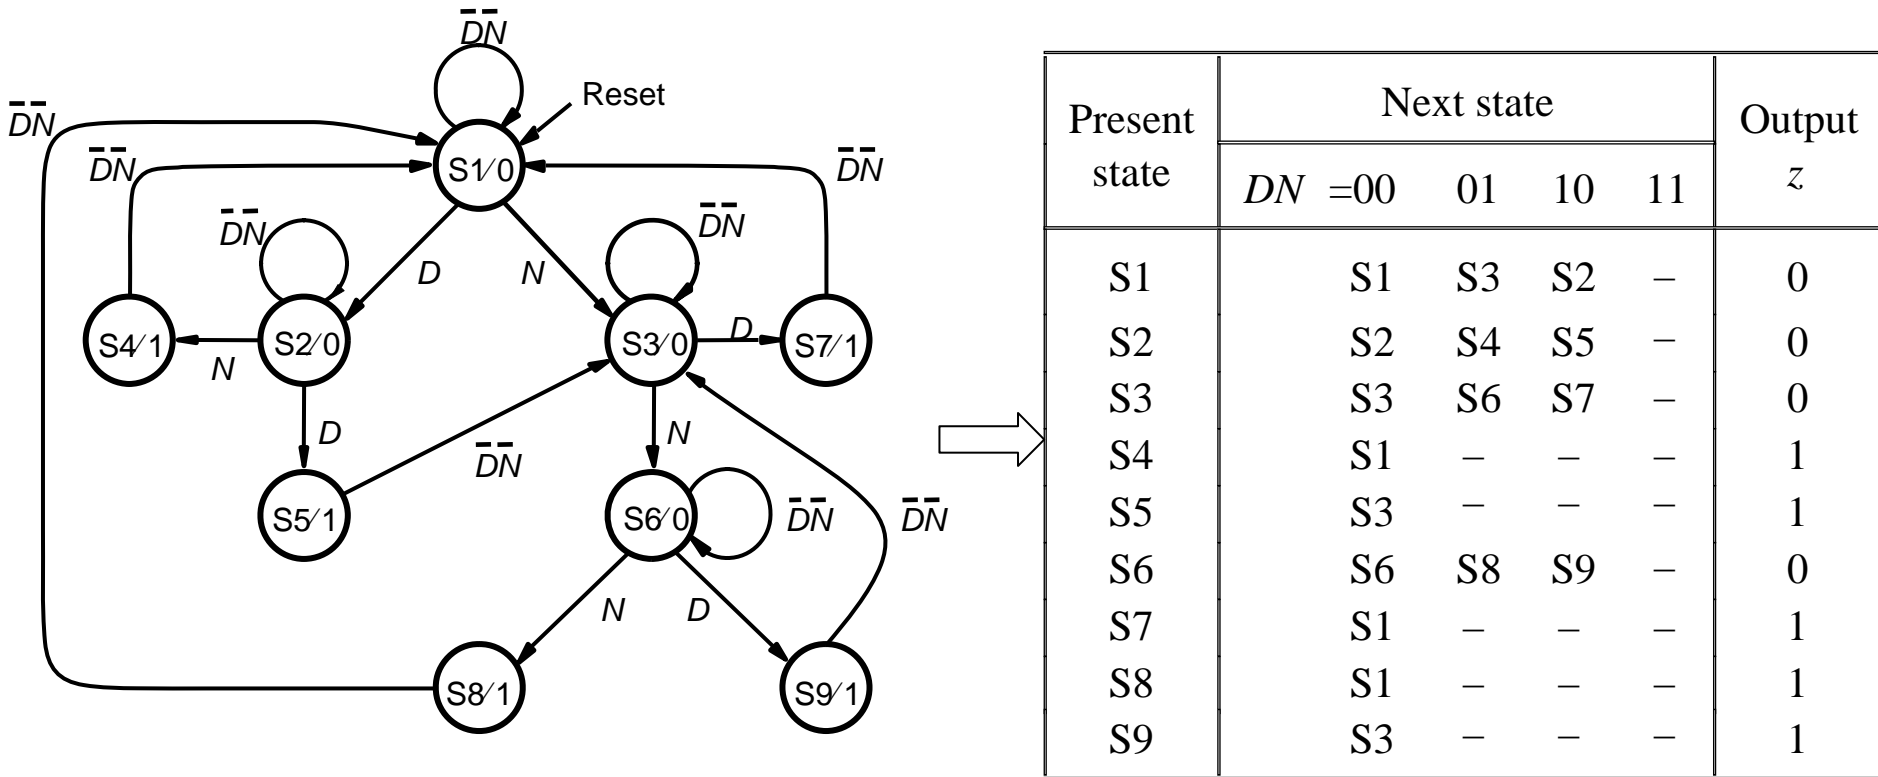 D̅N̅
Reset
D̅N̅
D̅N̅
D̅N̅
S1/0
D̅N̅
D̅N̅
D
N
S4/1
S2/0
S3/0
D
S7/1
N
D
D̅N̅
N
S5/1
S6/0
D̅N̅
D̅N̅
N
D
S8/1
S9/1
Present state Next state Output z
DN =00 01 10 11
S1 S1 S3 S2 – 0
S2 S2 S4 S5 – 0
S3 S3 S6 S7 – 0
S4 S1 – – – 1
S5 S3 – – – 1
S6 S6 S8 S9 – 0
S7 S1 – – – 1
S8 S1 – – – 1
S9 S3 – – – 1